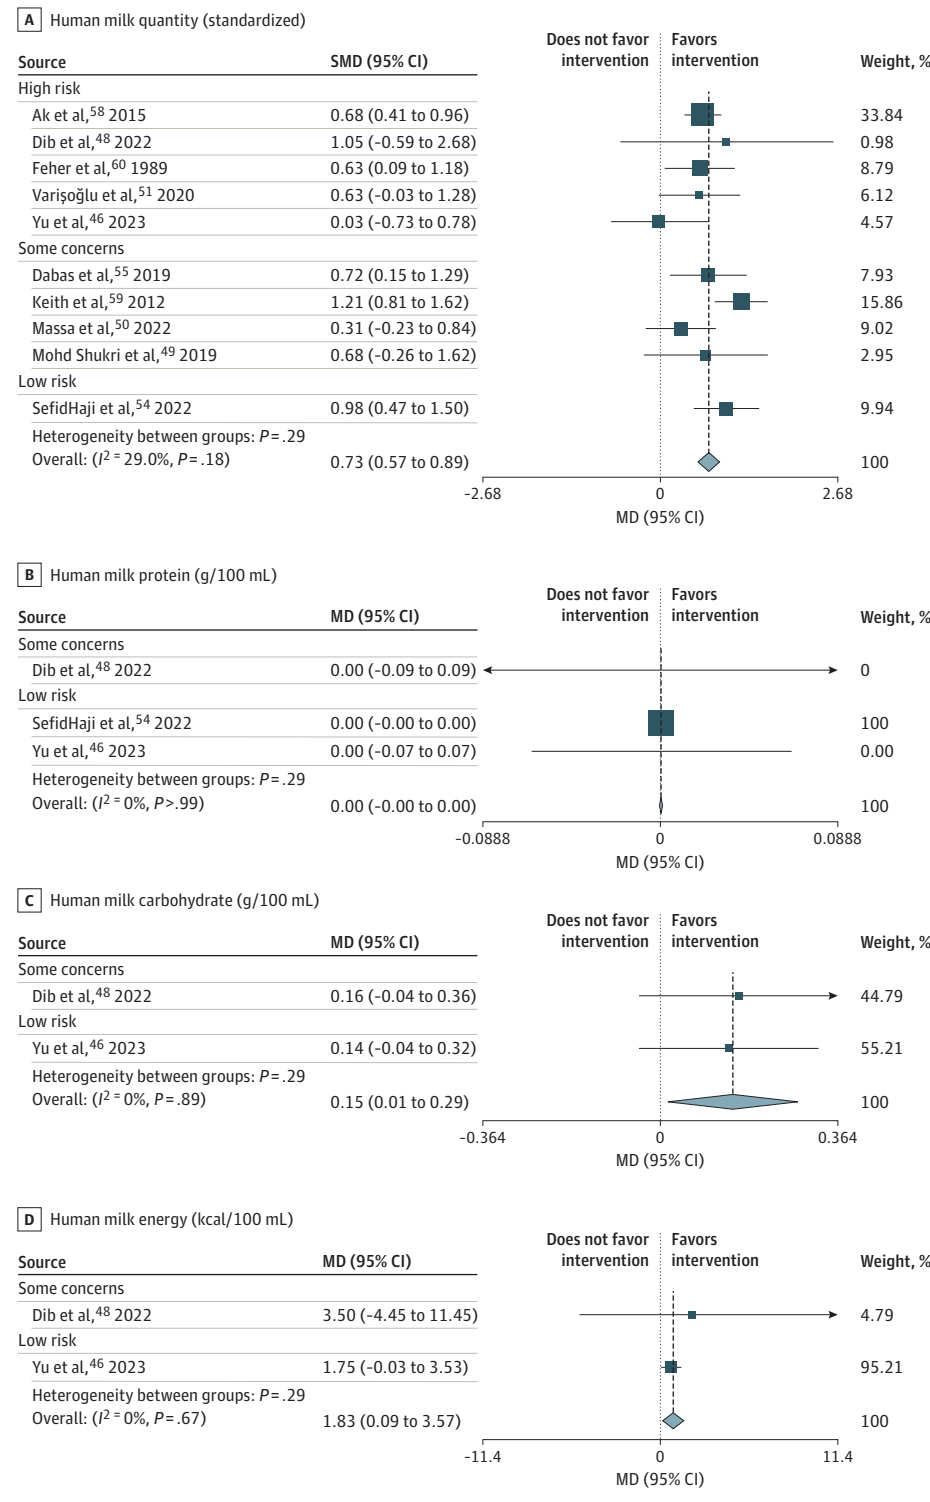 A Human milk quantity (standardized)
Does not favor intervention Favors intervention
Source SMD (95% CI) Weight, %
High risk
Ak et al,58 2015 0.68 (0.41 to 0.96) 33.84
Dib et al,48 2022 1.05 (-0.59 to 2.68) 0.98
Feher et al,60 1989 0.63 (0.09 to 1.18) 8.79
Varişoğlu et al,51 2020 0.63 (-0.03 to 1.28) 6.12
Yu et al,46 2023 0.03 (-0.73 to 0.78) 4.57
Some concerns
Dabas et al,55 2019 0.72 (0.15 to 1.29) 7.93
Keith et al,59 2012 1.21 (0.81 to 1.62) 15.86
Massa et al,50 2022 0.31 (-0.23 to 0.84) 9.02
Mohd Shukri et al,49 2019 0.68 (-0.26 to 1.62) 2.95
Low risk
SefidHaji et al,54 2022 0.98 (0.47 to 1.50) 9.94
Heterogeneity between groups: P = .29
Overall: (I2 = 29.0%, P = .18) 0.73 (0.57 to 0.89) 100
-2.68 0 2.68
MD (95% CI)
B Human milk protein (g/100 mL)
Does not favor intervention Favors intervention
Source MD (95% CI) Weight, %
Some concerns
Dib et al,48 2022 0.00 (-0.09 to 0.09) 0
Low risk
SefidHaji et al,54 2022 0.00 (-0.00 to 0.00) 100
Yu et al,46 2023 0.00 (-0.07 to 0.07) 0.00
Heterogeneity between groups: P = .29
Overall: (I2 = 0%, P>.99) 0.00 (-0.00 to 0.00) 100
-0.0888 0 0.0888
MD (95% CI)
C Human milk carbohydrate (g/100 mL)
Does not favor intervention Favors intervention
Source MD (95% CI) Weight, %
Some concerns
Dib et al,48 2022 0.16 (-0.04 to 0.36) 44.79
Low risk
Yu et al,46 2023 0.14 (-0.04 to 0.32) 55.21
Heterogeneity between groups: P = .29
Overall: (I2 = 0%, P = .89) 0.15 (0.01 to 0.29) 100
-0.364 0 0.364
MD (95% CI)
D Human milk energy (kcal/100 mL)
Does not favor intervention Favors intervention
Source MD (95% CI) Weight, %
Some concerns
Dib et al,48 2022 3.50 (-4.45 to 11.45) 4.79
Low risk
Yu et al,46 2023 1.75 (-0.03 to 3.53) 95.21
Heterogeneity between groups: P = .29
Overall: (I2 = 0%, P = .67) 1.83 (0.09 to 3.57) 100
-11.4 0 11.4
MD (95% CI)